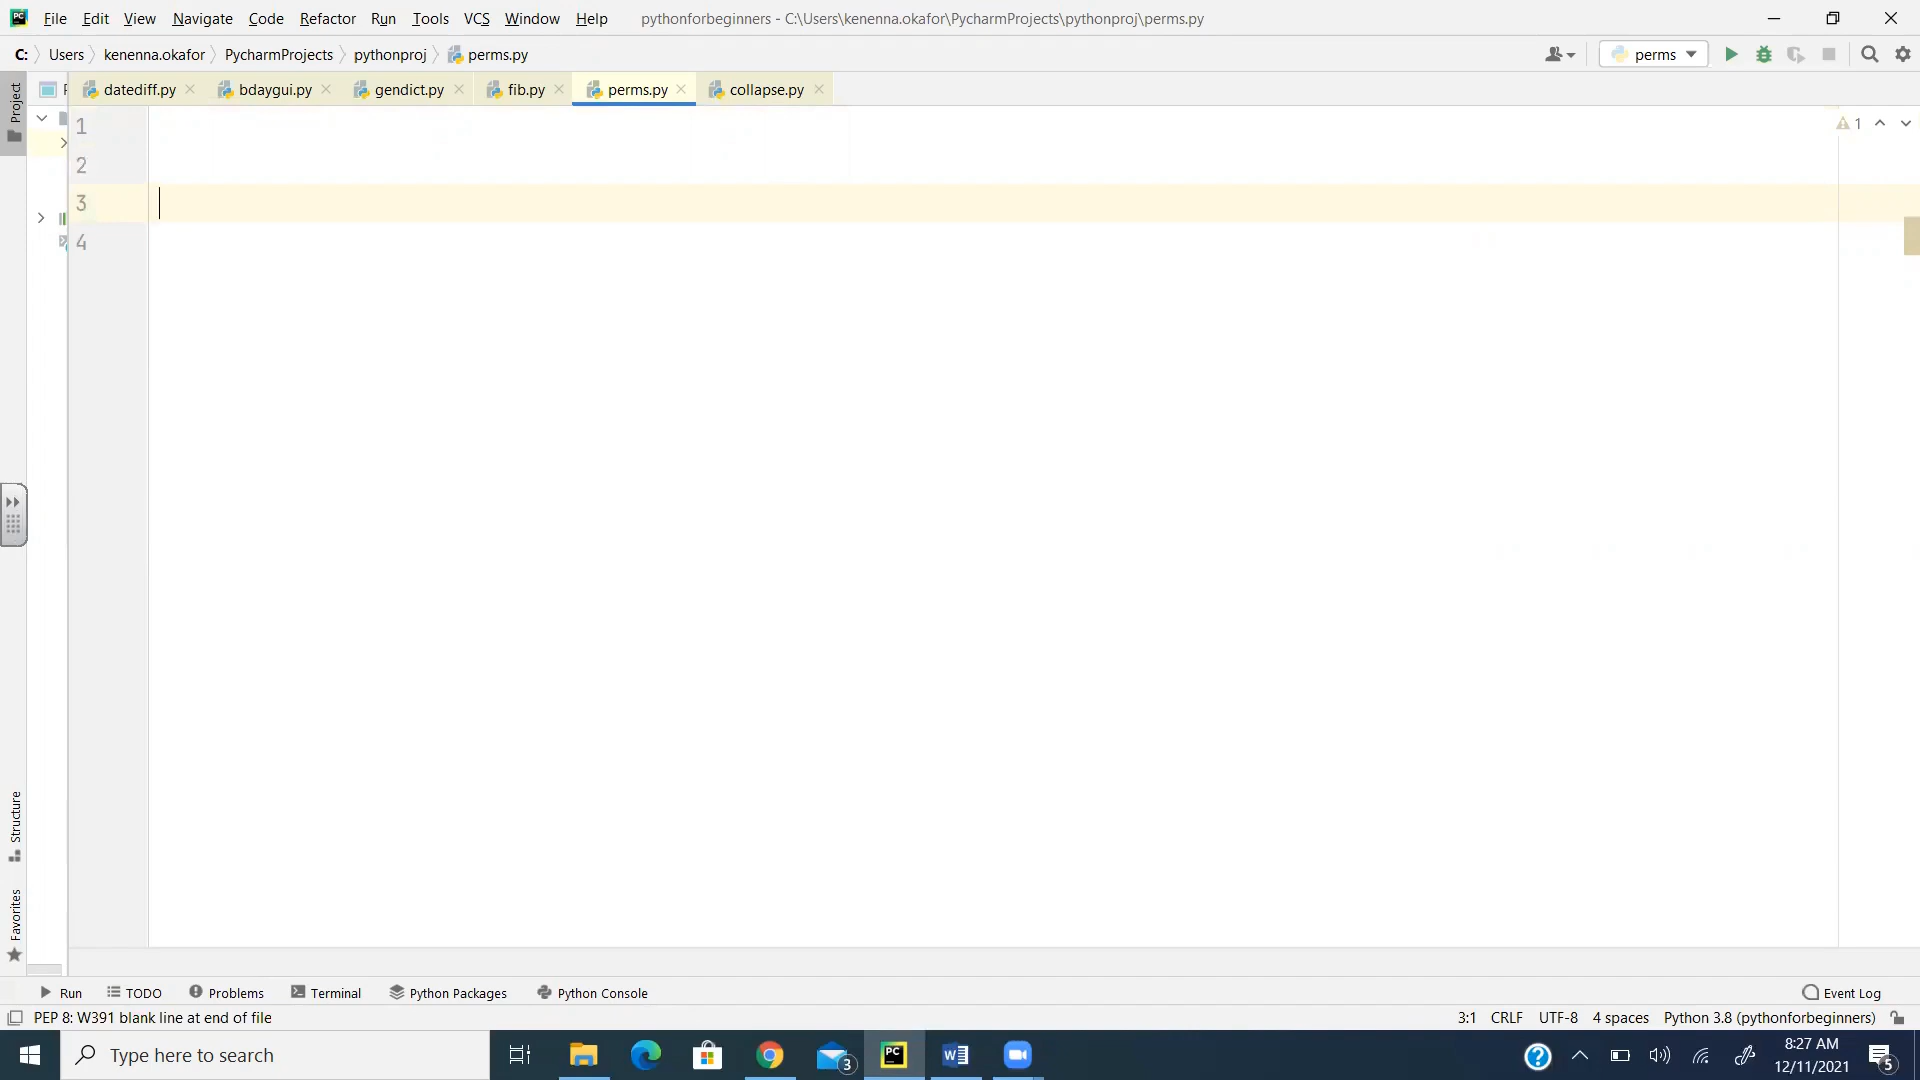 File Edit View Navigate Code Refactor Run Tools VCS Window Help pythonforbeginners - C:\Users\kenenna.okafor\PycharmProjects\pythonproj\perms.py
C: Users kenenna.okafor PycharmProjects pythonproj perms.py perms
datediff.py bdaygui.py gendict.py fib.py perms.py collapse.py
Project
1
1
2
3
4
Structure
Favorites
Run TODO Problems Terminal Python Packages Python Console Event Log
PEP 8: W391 blank line at end of file 3:1 CRLF UTF-8 4 spaces Python 3.8 (pythonforbeginners)
Type here to search 3 PC W 8:27 AM
12/11/2021 5